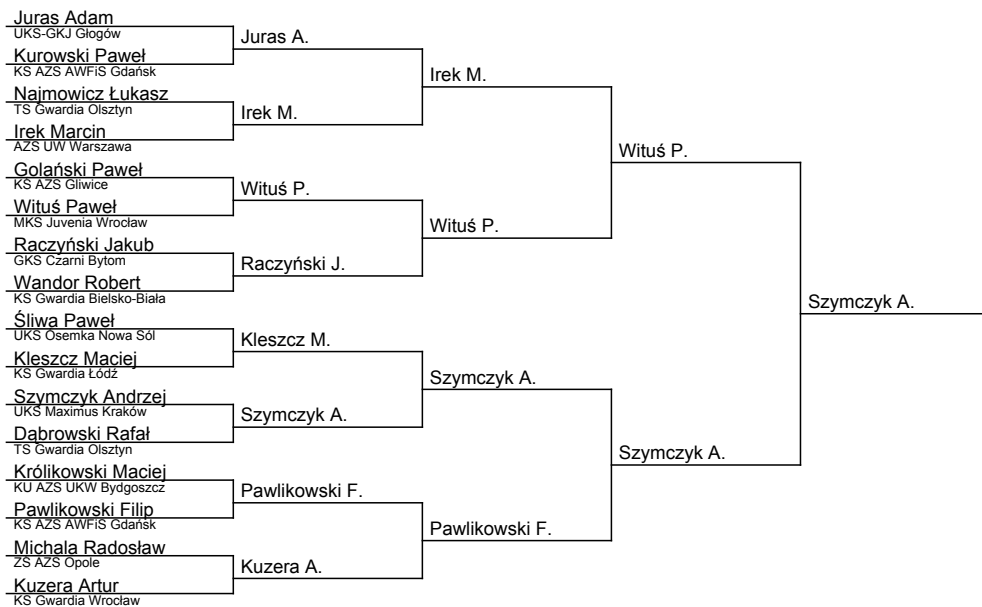 Juras Adam
UKS-GKJ Głogów
Kurowski Paweł
KS AZS AWFiS Gdańsk
Najmowicz Łukasz
TS Gwardia Olsztyn
Irek Marcin
AZS UW Warszawa
Golański Paweł
KS AZS Gliwice
Wituś Paweł
MKS Juvenia Wrocław
Raczyński Jakub
GKS Czarni Bytom
Wandor Robert
KS Gwardia Bielsko-Biała
Śliwa Paweł
UKS Osemka Nowa Sól
Kleszcz Maciej
KS Gwardia Łódź
Szymczyk Andrzej
UKS Maximus Kraków
Dąbrowski Rafał
TS Gwardia Olsztyn
Królikowski Maciej
KU AZS UKW Bydgoszcz
Pawlikowski Filip
KS AZS AWFiS Gdańsk
Michala Radosław
ZS AZS Opole
Kuzera Artur
KS Gwardia Wrocław
Juras A.
Irek M.
Wituś P.
Raczyński J.
Kleszcz M.
Szymczyk A.
Pawlikowski F.
Kuzera A.
Irek M.
Wituś P.
Szymczyk A.
Pawlikowski F.
Wituś P.
Szymczyk A.
Szymczyk A.